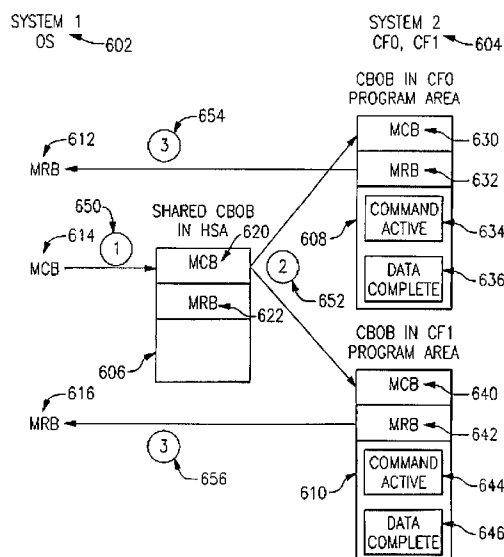 SYSTEM 1
OS
602
SYSTEM 2
CF0, CF1
604
CBOB IN CF0
PROGRAM AREA
654
3
612
MRB
MCB
630
MRB
632
650
1
SHARED CBOB
IN HSA
620
608
COMMAND
ACTIVE
634
614
MCB
MCB
2
652
DATA
COMPLETE
636
MRB
622
CBOB IN CF1
PROGRAM AREA
606
616
MRB
MCB
640
MRB
642
3
656
610
COMMAND
ACTIVE
644
DATA
COMPLETE
646